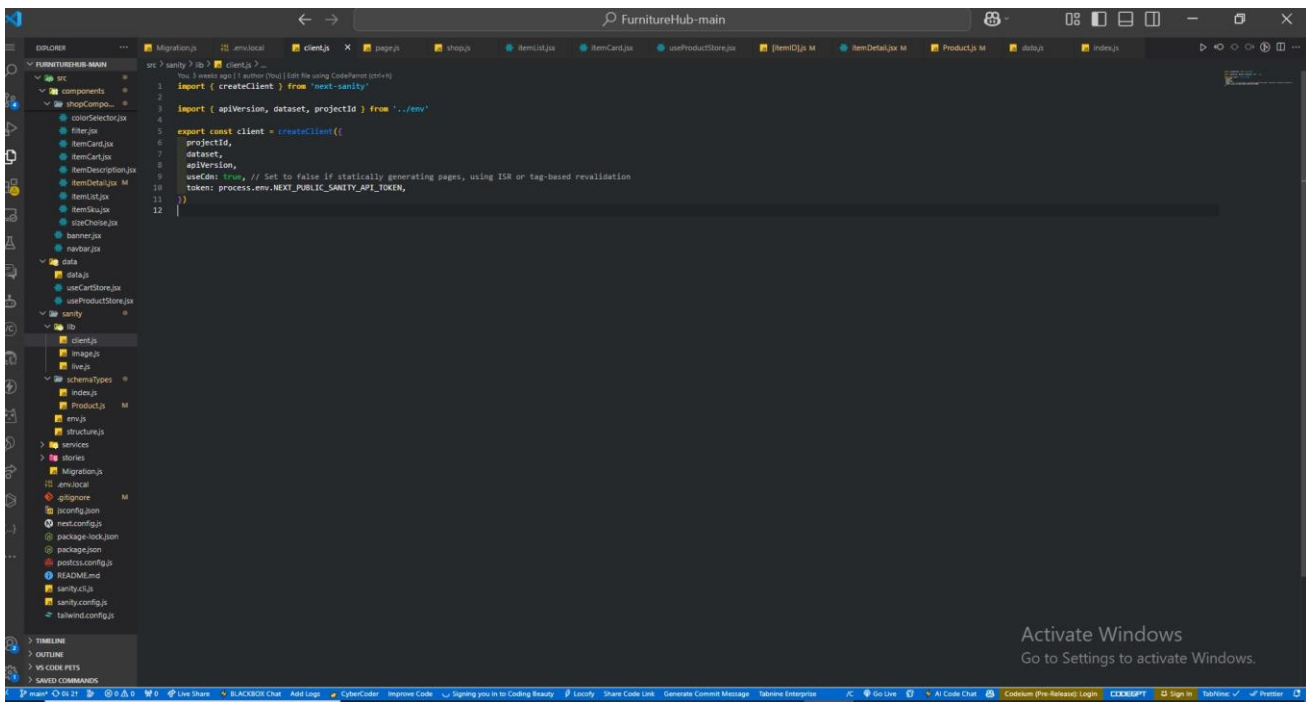 FurnitureHub-main
EXPLORER
Migration.js
.env.local
client.js
page.js
shop.js
itemList.jsx
itemCard.jsx
useProductStore.jsx
[itemID].js M
itemDetail.jsx M
Product.js M
data.js
index.js
FURNITUREHUB-MAIN
src
components
shopCompo...
colorSelector.jsx
filter.jsx
itemCard.jsx
itemCart.jsx
itemDescription.jsx
itemDetail.jsx M
itemList.jsx
itemSku.jsx
sizeChoise.jsx
banner.jsx
navbar.jsx
data
data.js
useCartStore.jsx
useProductStore.jsx
sanity
lib
client.js
image.js
live.js
schemaTypes
index.js
Product.js M
env.js
structure.js
services
stories
Migration.js
.env.local
.gitignore M
jsconfig.json
next.config.js
package-lock.json
package.json
postcss.config.js
README.md
sanity.cli.js
sanity.config.js
tailwind.config.js
TIMELINE
OUTLINE
VS CODE PETS
SAVED COMMANDS
src > sanity > lib > client.js > ...
You, 3 weeks ago | 1 author (You) | Edit file using CodeParrot (ctrl+h)
1 import { createClient } from 'next-sanity'
2
3 import { apiVersion, dataset, projectId } from '../env'
4
5 export const client = createClient({
6 projectId,
7 dataset,
8 apiVersion,
9 useCdn: true, // Set to false if statically generating pages, using ISR or tag-based revalidation
10 token: process.env.NEXT_PUBLIC_SANITY_API_TOKEN,
11 })
12
Activate Windows
Go to Settings to activate Windows.
main* 0↓ 2↑ 0 0 0 Live Share BLACKBOX Chat Add Logs CyberCoder Improve Code Signing you in to Coding Beauty Locofy Share Code Link Generate Commit Message Tabnine Enterprise Go Live AI Code Chat Codeium (Pre-Release): Login CODEGPT Sign in TabNine Prettier